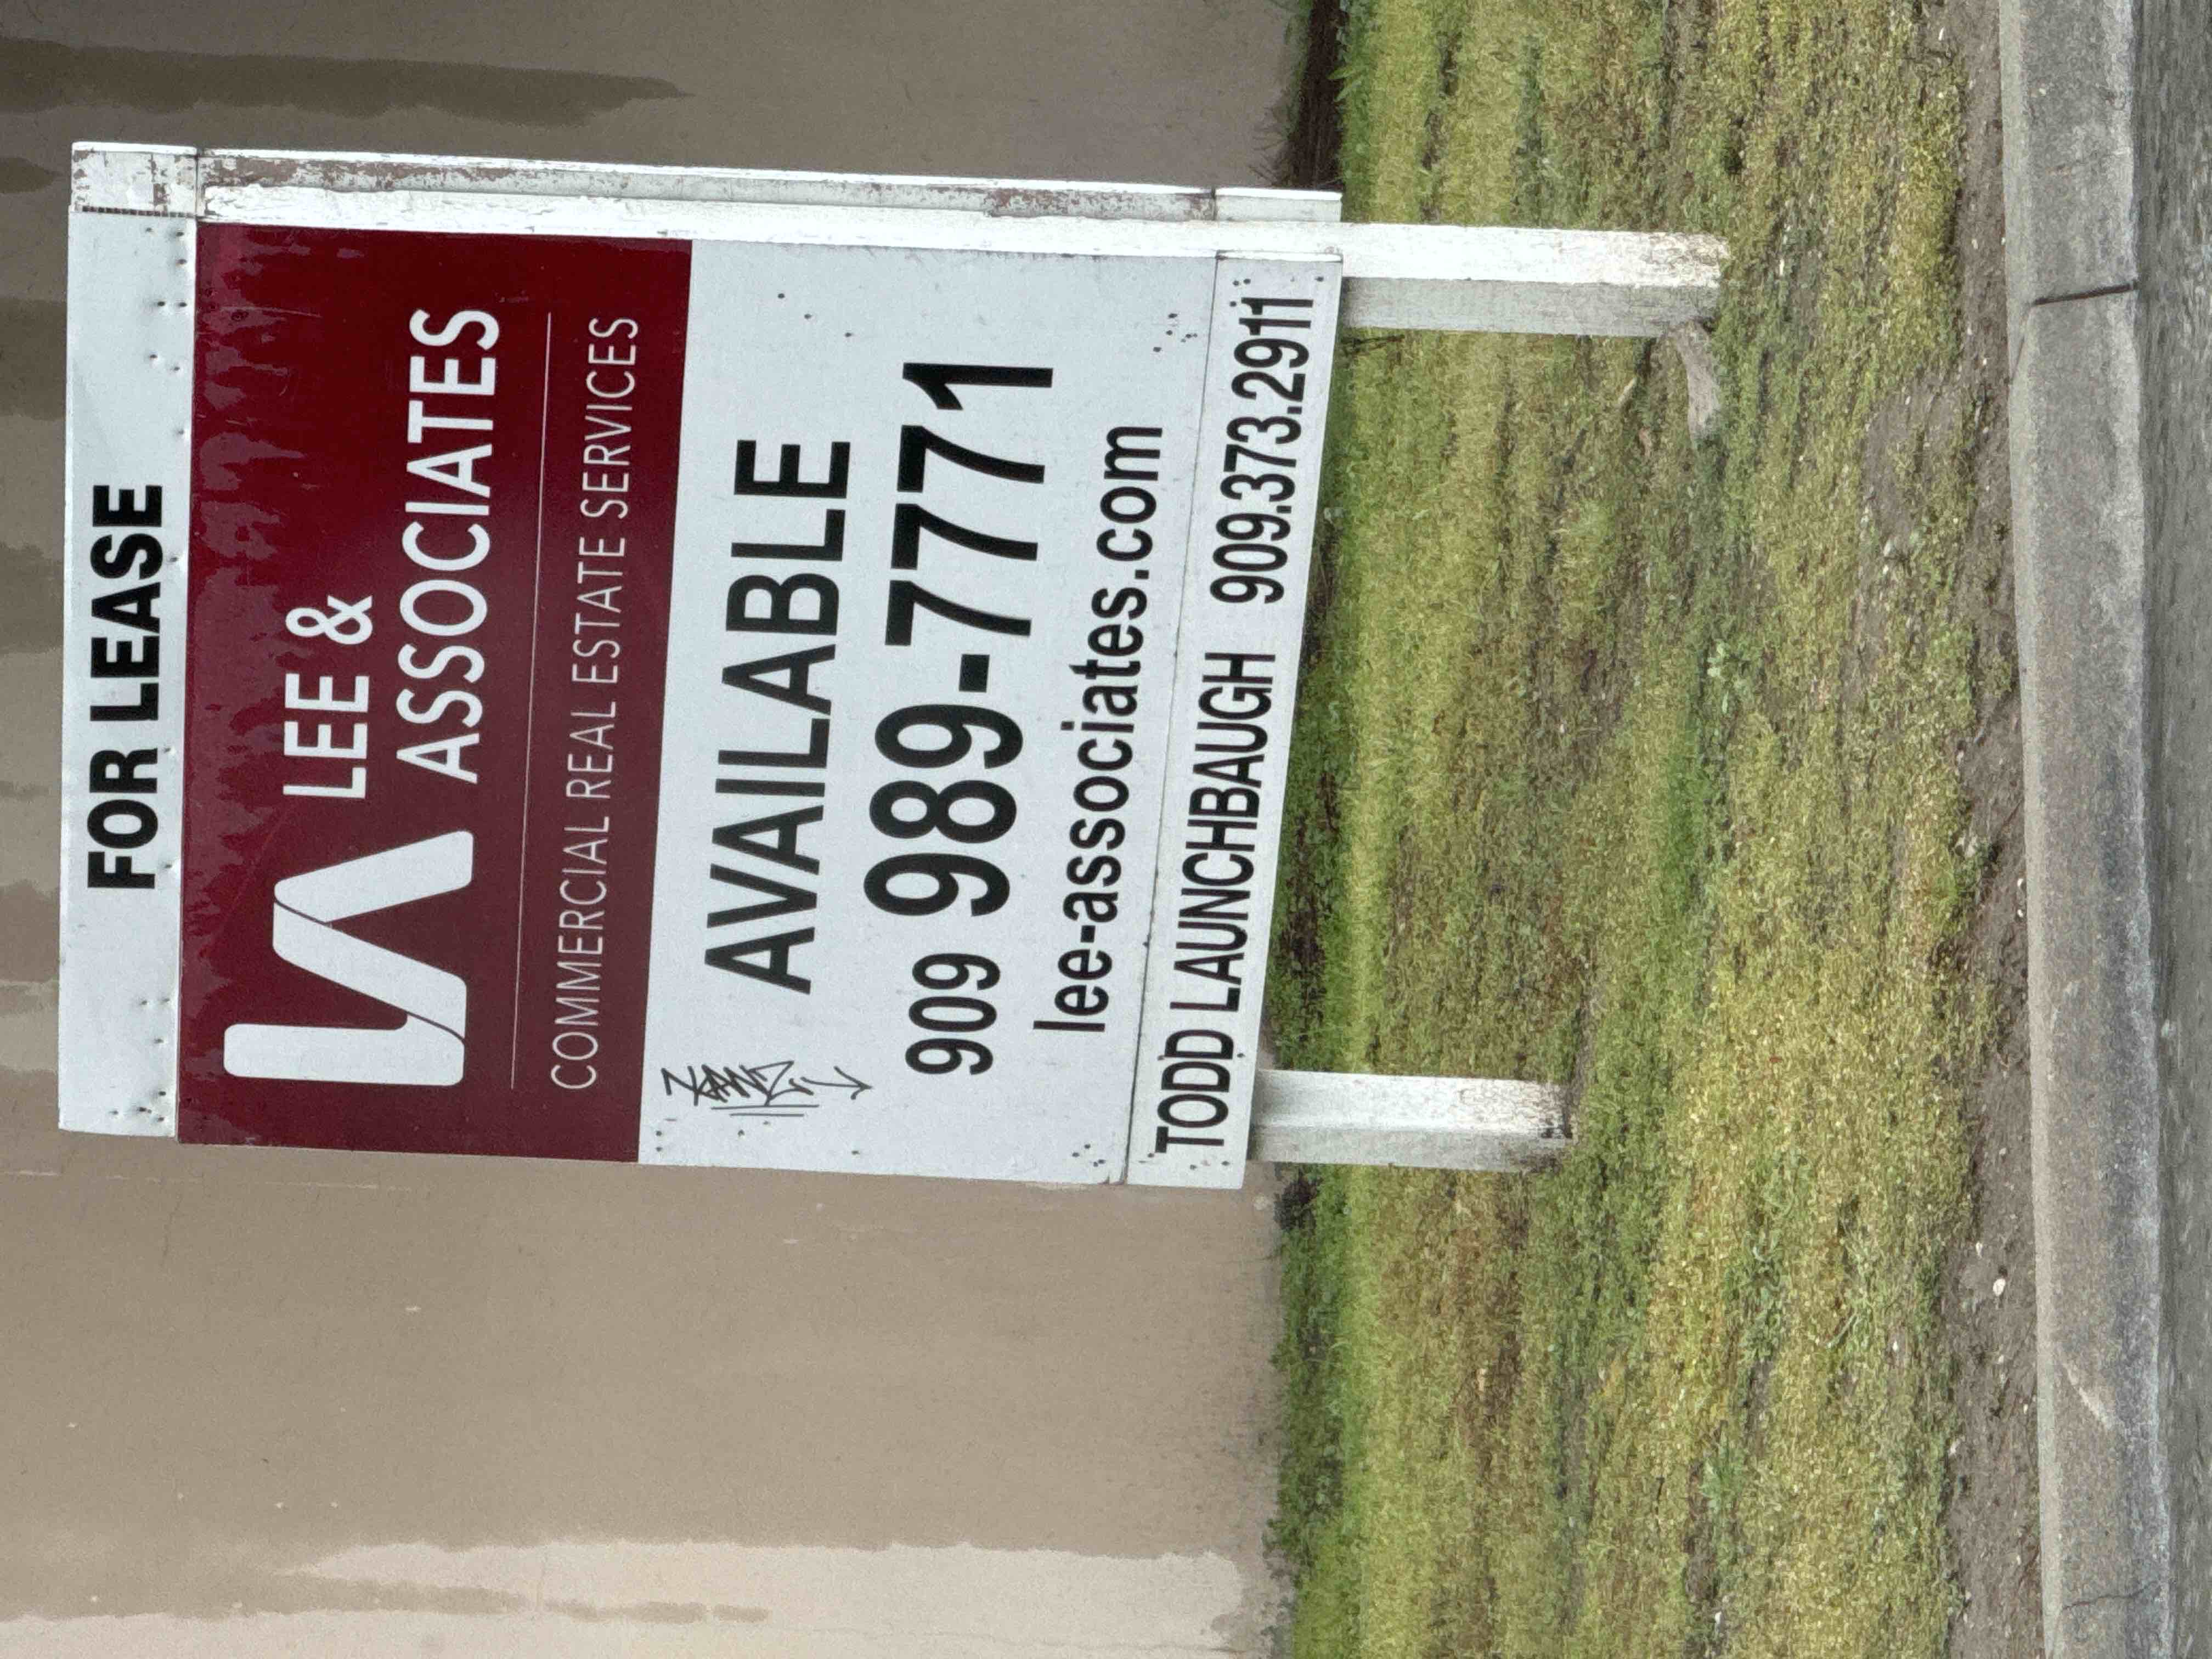 FOR LEASE
LEE &
ASSOCIATES
COMMERCIAL REAL ESTATE SERVICES
AVAILABLE
909 989-7771
lee-associates.com
TODD LAUNCHBAUGH 909.373.2911